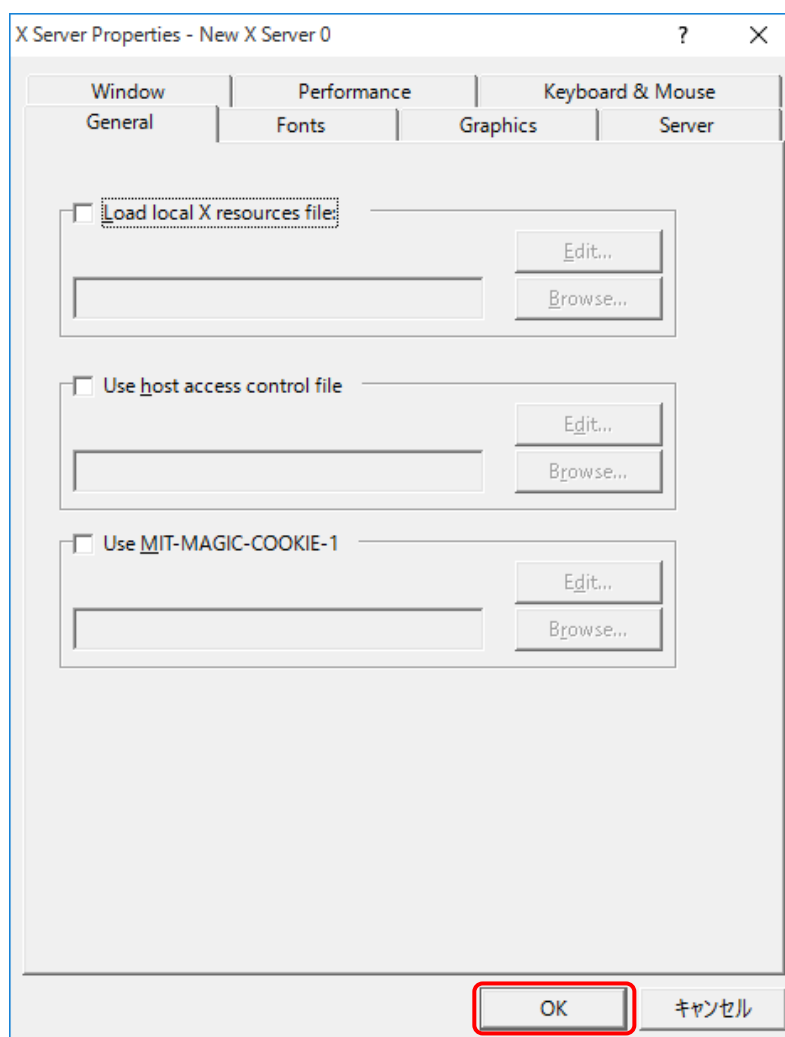 X Server Properties - New X Server 0 ?
Window Performance Keyboard & Mouse
General Fonts Graphics Server
Load local X resources file:
Edit...
Browse...
Use host access control file
Edit...
Browse...
Use MIT-MAGIC-COOKIE-1
Edit...
Browse...
OK キャンセル